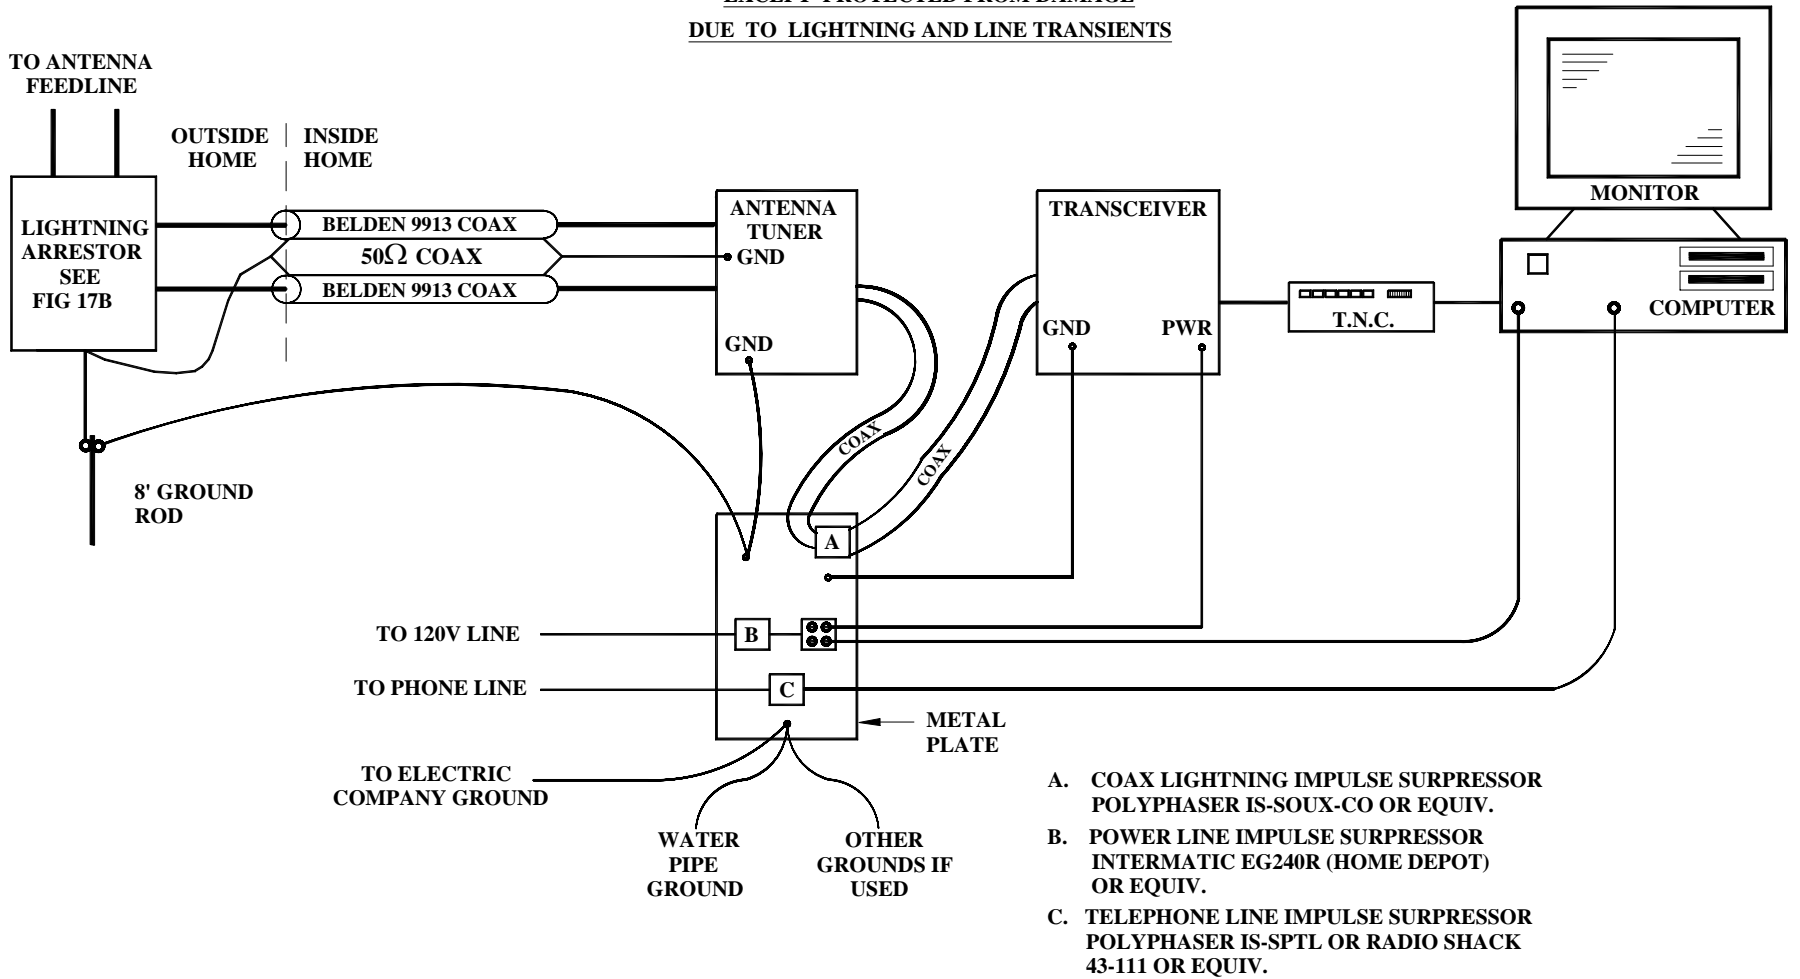 EXCEPT PROTECTED FROM DAMAGE
DUE TO LIGHTNING AND LINE TRANSIENTS
TO ANTENNA
FEEDLINE
OUTSIDE
HOME
INSIDE
HOME
LIGHTNING
ARRESTOR
SEE
FIG 17B
BELDEN 9913 COAX
50Ω COAX
BELDEN 9913 COAX
ANTENNA
TUNER
GND
GND
TRANSCEIVER
GND
PWR
T.N.C.
MONITOR
COMPUTER
COAX
COAX
8' GROUND
ROD
A
TO 120V LINE
B
TO PHONE LINE
C
METAL
PLATE
TO ELECTRIC
COMPANY GROUND
WATER
PIPE
GROUND
OTHER
GROUNDS IF
USED
A. COAX LIGHTNING IMPULSE SURPRESSOR
POLYPHASER IS-SOUX-CO OR EQUIV.
B. POWER LINE IMPULSE SURPRESSOR
INTERMATIC EG240R (HOME DEPOT)
OR EQUIV.
C. TELEPHONE LINE IMPULSE SURPRESSOR
POLYPHASER IS-SPTL OR RADIO SHACK
43-111 OR EQUIV.